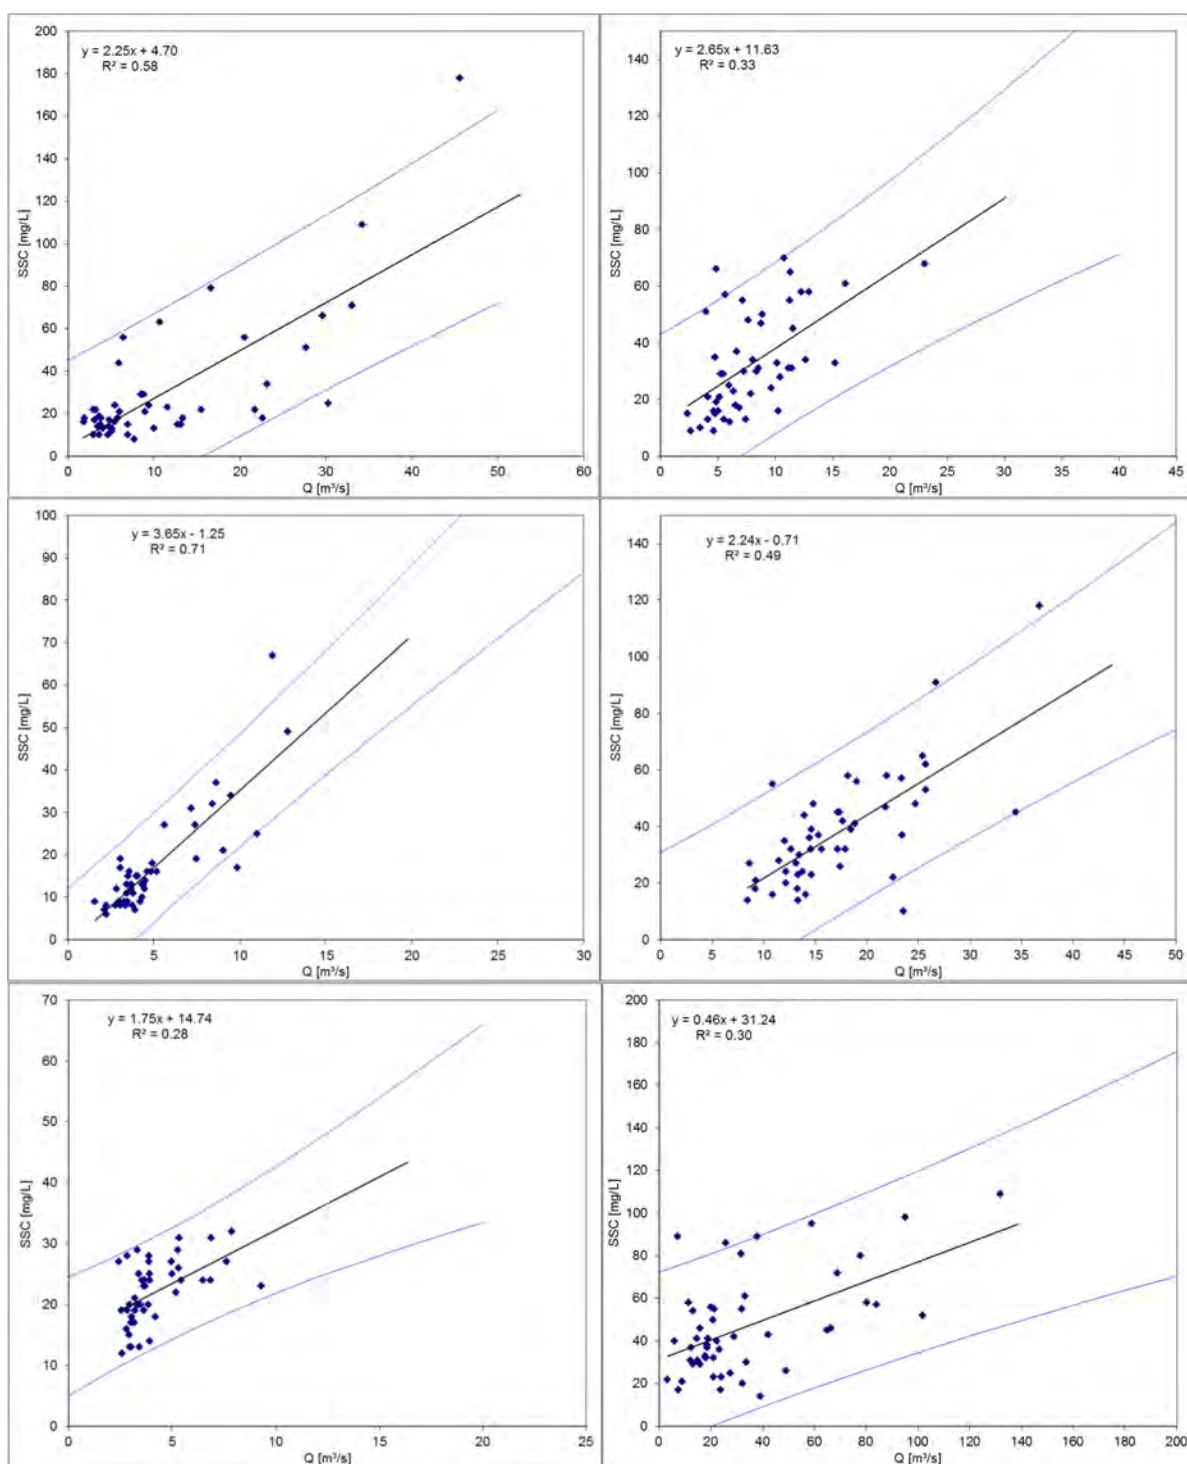 y = 2.25x + 4.70
R² = 0.58
SSC [mg/L]
200
180
160
140
120
100
80
60
40
20
0
0 10 20 30 40 50 60
Q [m³/s]
y = 2.65x + 11.63
R² = 0.33
SSC [mg/L]
140
120
100
80
60
40
20
0
0 5 10 15 20 25 30 35 40 45
Q [m³/s]
y = 3.65x - 1.25
R² = 0.71
SSC [mg/L]
100
90
80
70
60
50
40
30
20
10
0
0 5 10 15 20 25 30
Q [m³/s]
y = 2.24x - 0.71
R² = 0.49
SSC [mg/L]
140
120
100
80
60
40
20
0
0 5 10 15 20 25 30 35 40 45 50
Q [m³/s]
y = 1.75x + 14.74
R² = 0.28
SSC [mg/L]
70
60
50
40
30
20
10
0
0 5 10 15 20 25
Q [m³/s]
y = 0.46x + 31.24
R² = 0.30
SSC [mg/L]
200
180
160
140
120
100
80
60
40
20
0
0 20 40 60 80 100 120 140 160 180 200
Q [m³/s]